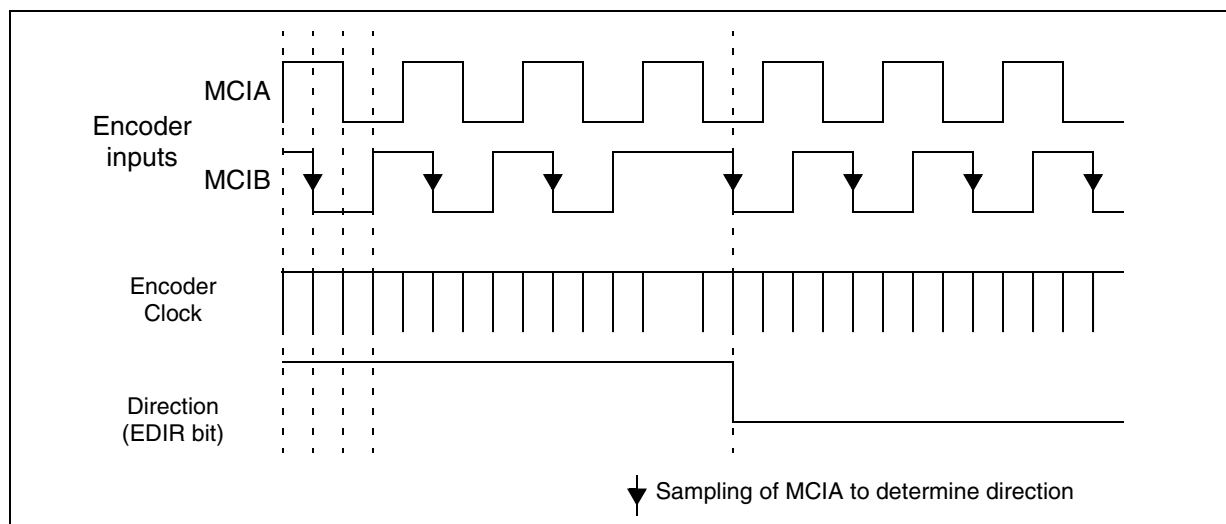 MCIA
Encoder
inputs
MCIB
Encoder
Clock
Direction
(EDIR bit)
Sampling of MCIA to determine direction